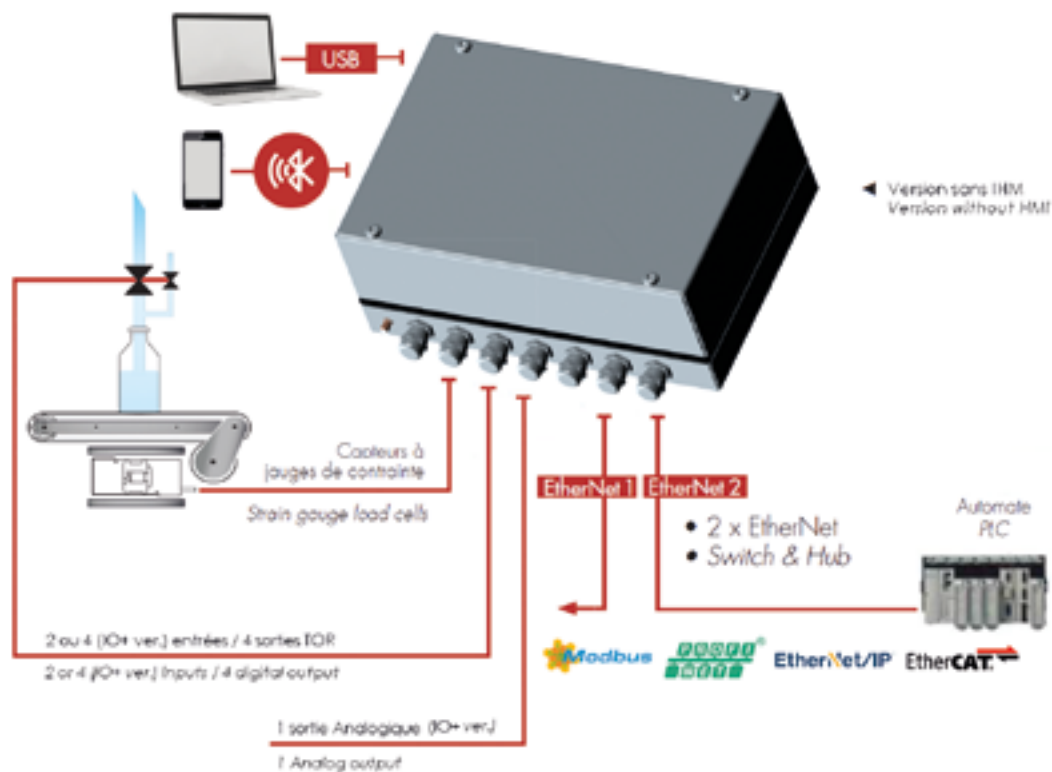 USB
Version sans IHM
Version without HMI
Capteurs à
jauges de contrainte
Strain gauge load cells
EtherNet 1
EtherNet 2
• 2 x EtherNet
• Switch & Hub
Automate
PLC
2 ou 4 (IO+ ver.) entrées / 4 sorties TOR
2 or 4 (IO+ ver.) Inputs / 4 digital output
Modbus
PROFI
NET
EtherNet/IP
EtherCAT
1 sortie Analogique (IO+ ver.)
1 Analog output